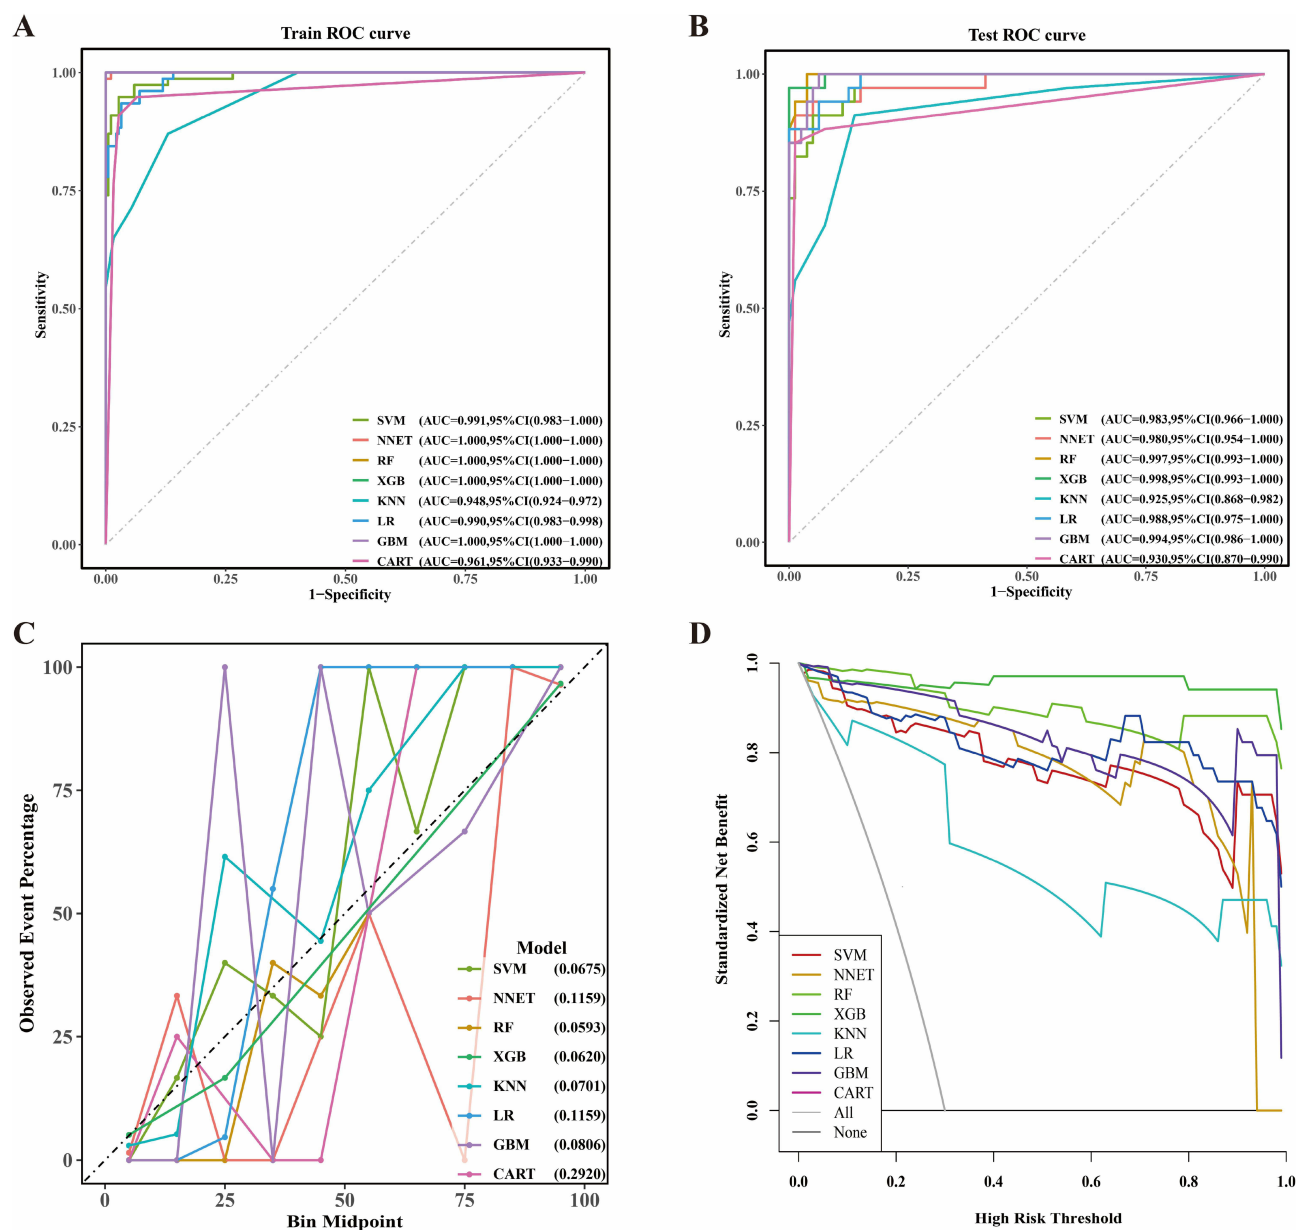 A
Train ROC curve
Sensitivity
1.00
0.75
0.50
0.25
0.00
SVM (AUC=0.991,95%CI(0.983−1.000)
NNET (AUC=1.000,95%CI(1.000−1.000)
RF (AUC=1.000,95%CI(1.000−1.000)
XGB (AUC=1.000,95%CI(1.000−1.000)
KNN (AUC=0.948,95%CI(0.924−0.972)
LR (AUC=0.990,95%CI(0.983−0.998)
GBM (AUC=1.000,95%CI(1.000−1.000)
CART (AUC=0.961,95%CI(0.933−0.990)
0.00 0.25 0.50 0.75 1.00
1−Specificity
B
Test ROC curve
Sensitivity
1.00
0.75
0.50
0.25
0.00
SVM (AUC=0.983,95%CI(0.966−1.000)
NNET (AUC=0.980,95%CI(0.954−1.000)
RF (AUC=0.997,95%CI(0.993−1.000)
XGB (AUC=0.998,95%CI(0.993−1.000)
KNN (AUC=0.925,95%CI(0.868−0.982)
LR (AUC=0.988,95%CI(0.975−1.000)
GBM (AUC=0.994,95%CI(0.986−1.000)
CART (AUC=0.930,95%CI(0.870−0.990)
0.00 0.25 0.50 0.75 1.00
1−Specificity
C
Observed Event Percentage
100
75
50
25
0
Model
SVM (0.0675)
NNET (0.1159)
RF (0.0593)
XGB (0.0620)
KNN (0.0701)
LR (0.1159)
GBM (0.0806)
CART (0.2920)
0 25 50 75 100
Bin Midpoint
D
Standardized Net Benefit
1.0
0.8
0.6
0.4
0.2
0.0
SVM
NNET
RF
XGB
KNN
LR
GBM
CART
All
None
0.0 0.2 0.4 0.6 0.8 1.0
High Risk Threshold